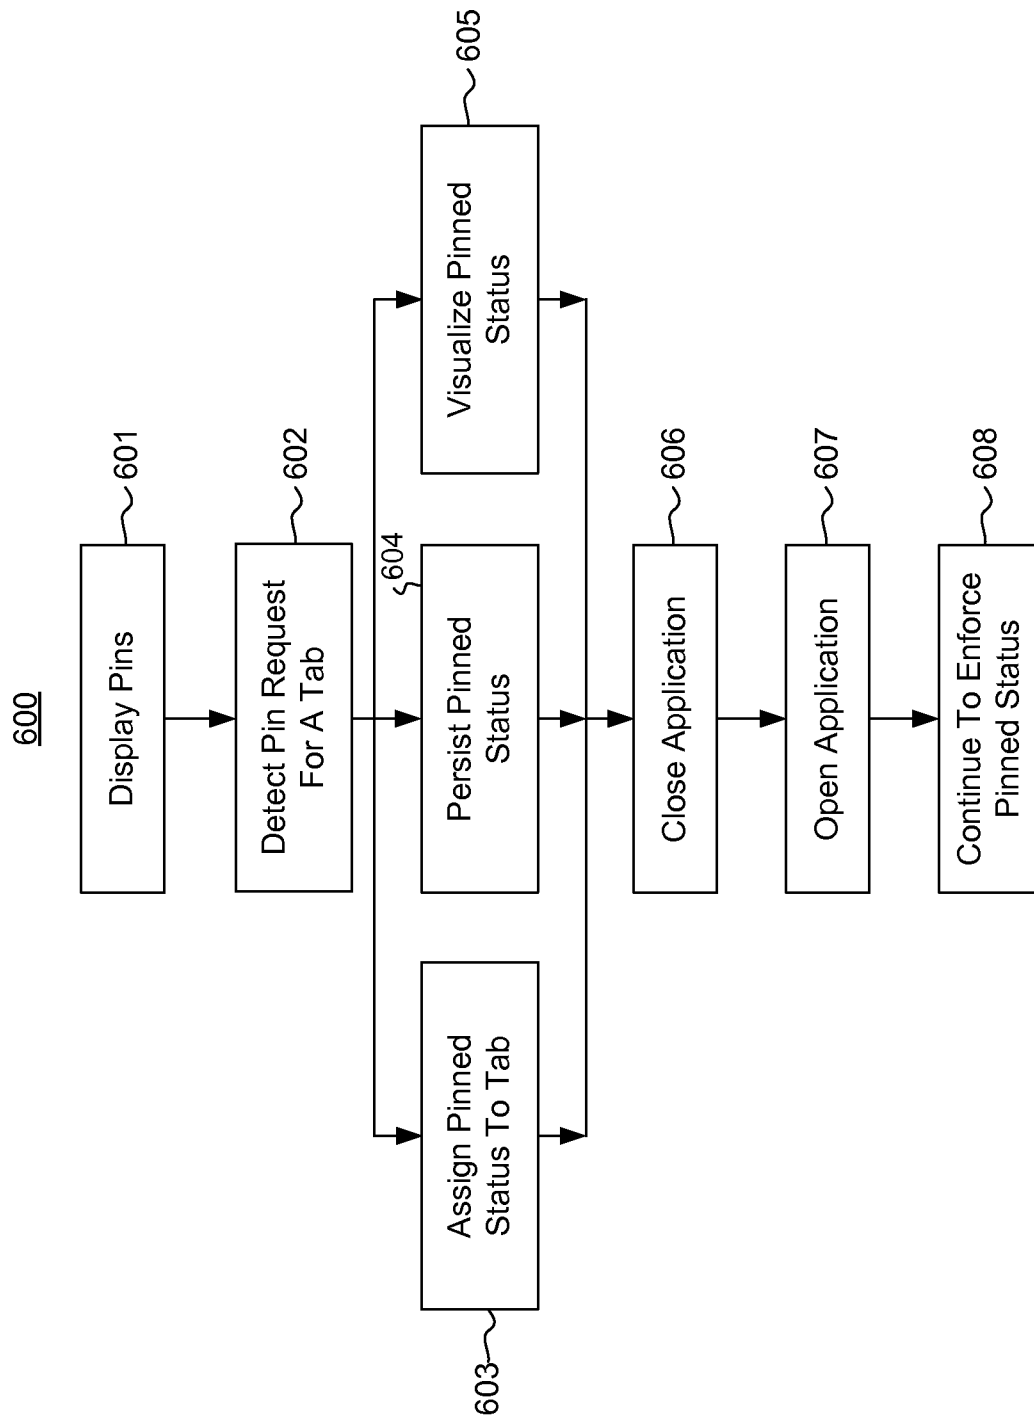 600
Display Pins
601
Detect Pin Request
For A Tab
602
Assign Pinned
Status To Tab
603
Persist Pinned
Status
604
Visualize Pinned
Status
605
Close Application
606
Open Application
607
Continue To Enforce
Pinned Status
608